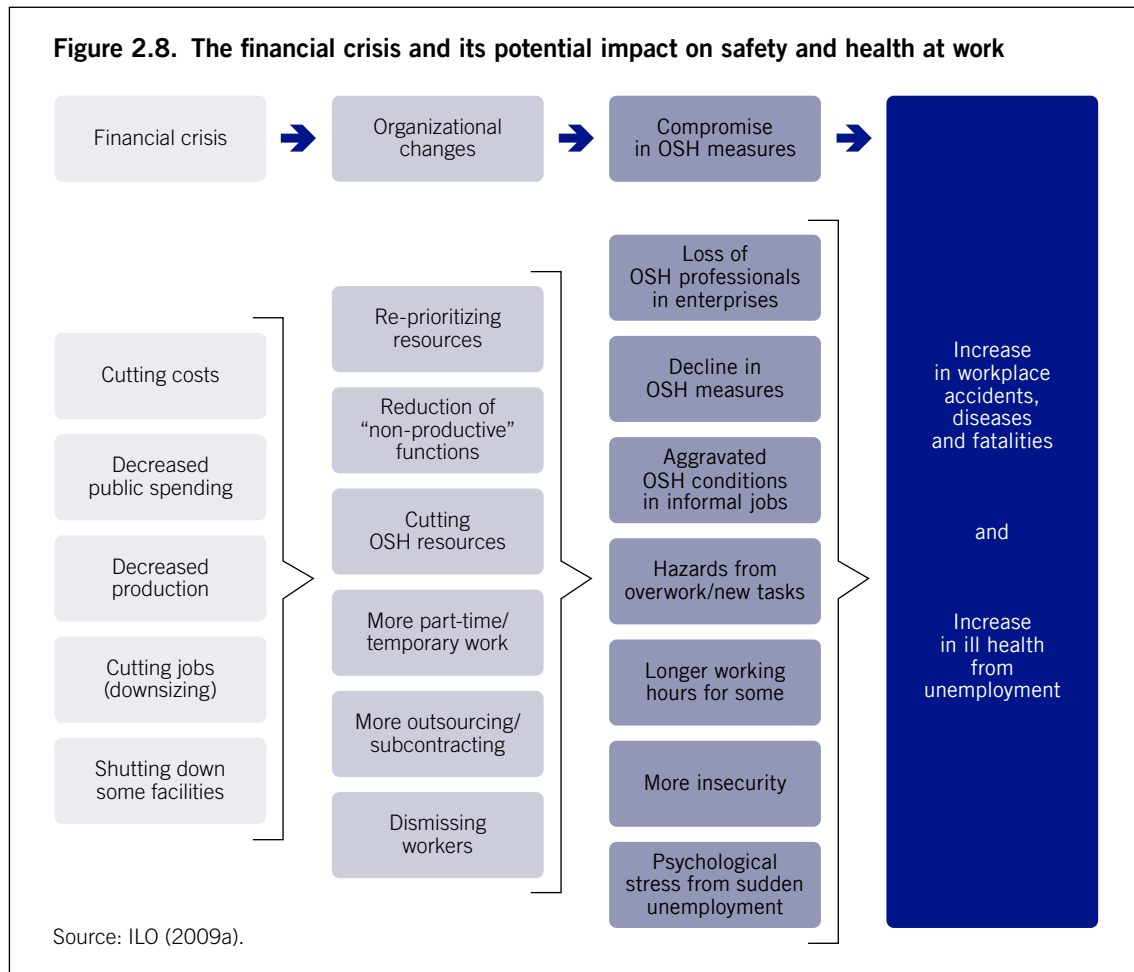 Figure 2.8. The financial crisis and its potential impact on safety and health at work
Financial crisis
Organizational
changes
Compromise
in OSH measures
Cutting costs
Decreased
public spending
Decreased
production
Cutting jobs
(downsizing)
Shutting down
some facilities
Re-prioritizing
resources
Reduction of
“non-productive”
functions
Cutting
OSH resources
More part-time/
temporary work
More outsourcing/
subcontracting
Dismissing
workers
Loss of
OSH professionals
in enterprises
Decline in
OSH measures
Aggravated
OSH conditions
in informal jobs
Hazards from
overwork/new tasks
Longer working
hours for some
More insecurity
Psychological
stress from sudden
unemployment
Increase
in workplace
accidents,
diseases
and fatalities
and
Increase
in ill health
from
unemployment
Source: ILO (2009a).